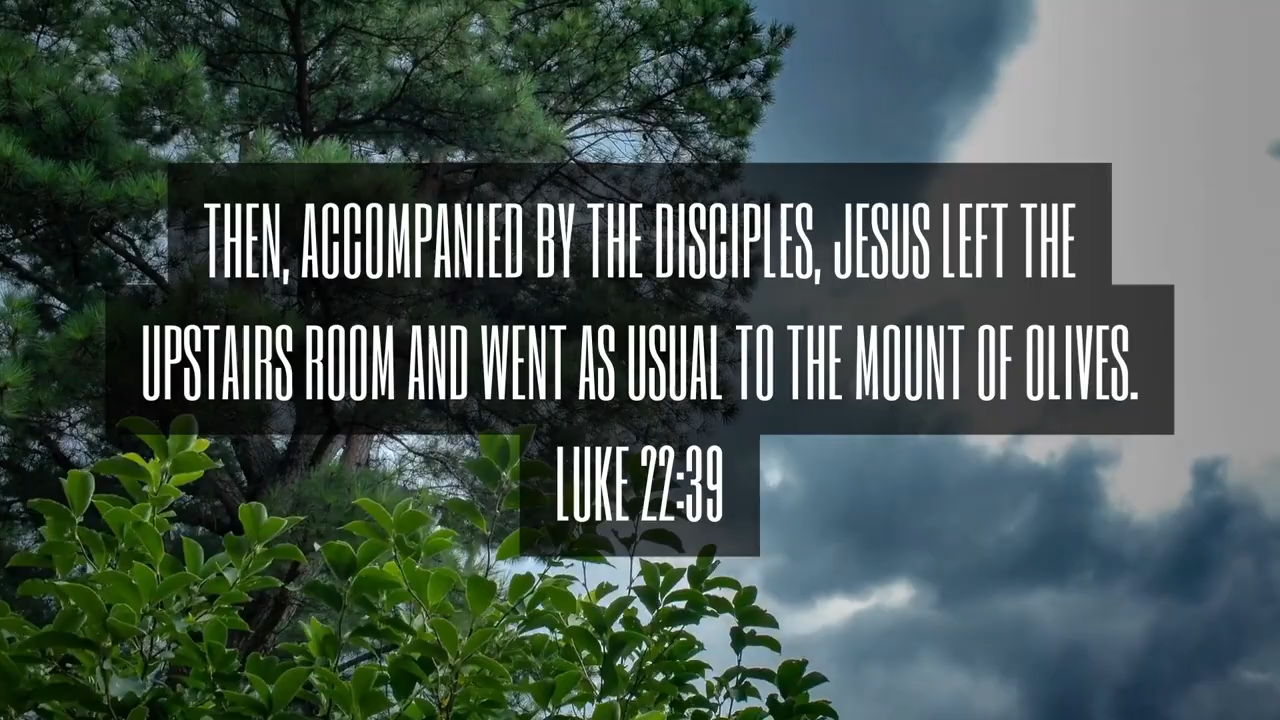 THEN, ACCOMPANIED BY THE DISCIPLES, JESUS LEFT THE
UPSTAIRS ROOM AND WENT AS USUAL TO THE MOUNT OF OLIVES.
LUKE 22:39